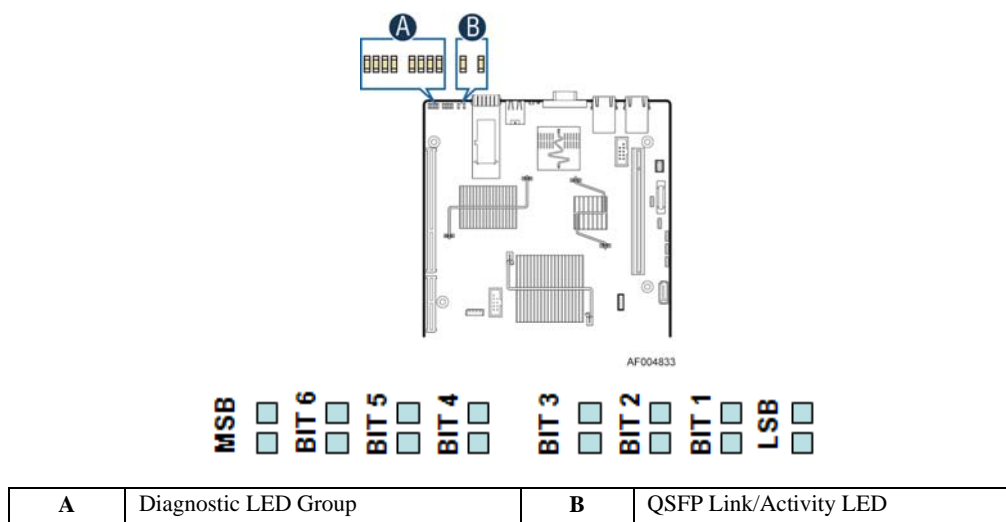 A B
AF004833
MSB BIT 6 BIT 5 BIT 4 BIT 3 BIT 2 BIT 1 LSB
A Diagnostic LED Group B QSFP Link/Activity LED